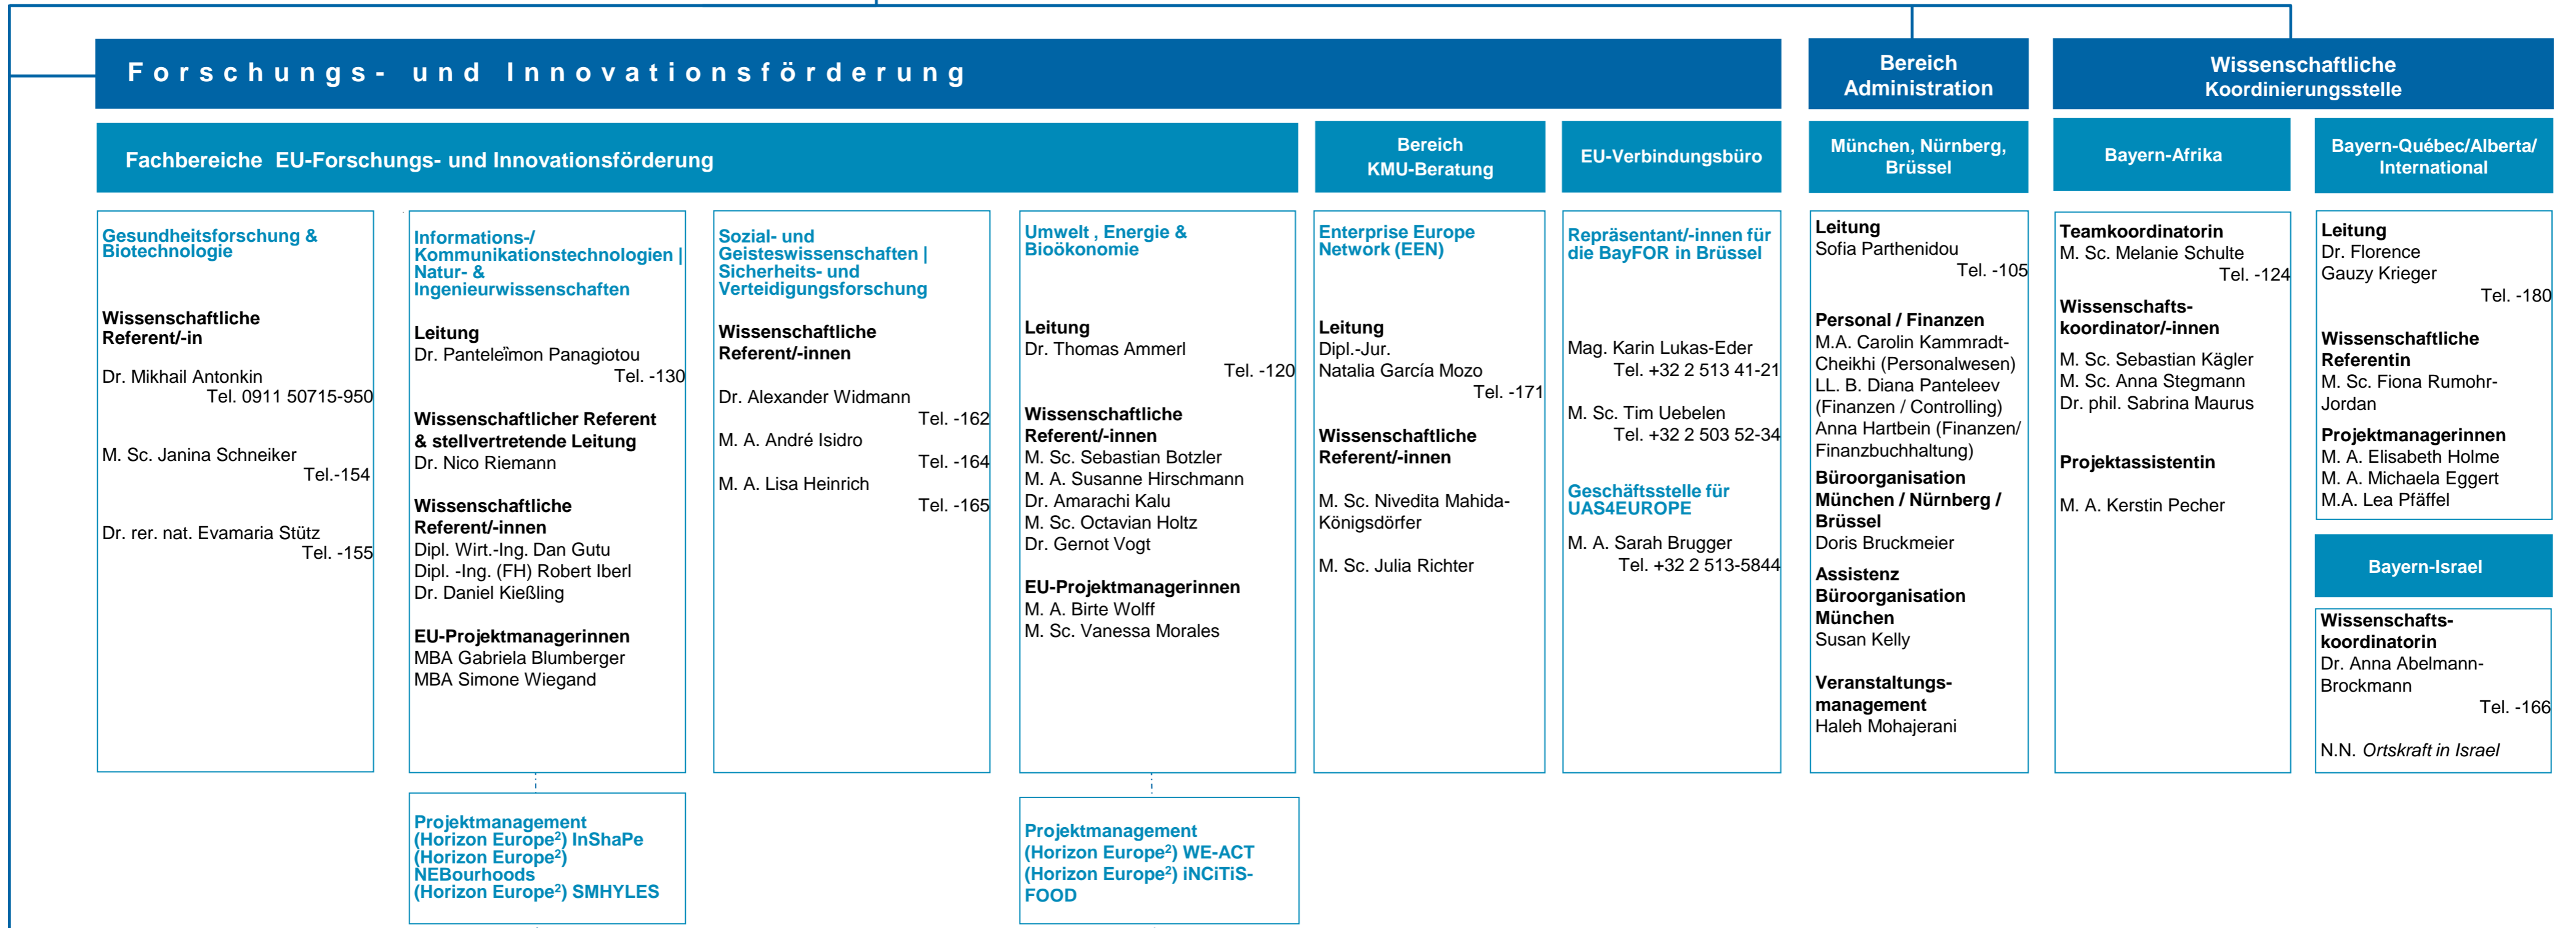 Forschungs- und Innovationsförderung
Bereich
Administration
Wissenschaftliche
Koordinierungsstelle
Fachbereiche EU-Forschungs- und Innovationsförderung
Bereich
KMU-Beratung
EU-Verbindungsbüro
München, Nürnberg,
Brüssel
Bayern-Afrika
Bayern-Québec/Alberta/
International
Gesundheitsforschung &
Biotechnologie
Wissenschaftliche
Referent/-in
Dr. Mikhail Antonkin
Tel. 0911 50715-950
M. Sc. Janina Schneiker
Tel.-154
Dr. rer. nat. Evamaria Stütz
Tel. -155
Informations-/
Kommunikationstechnologien |
Natur- &
Ingenieurwissenschaften
Leitung
Dr. Panteleïmon Panagiotou
Tel. -130
Wissenschaftlicher Referent
& stellvertretende Leitung
Dr. Nico Riemann
Wissenschaftliche
Referent/-innen
Dipl. Wirt.-Ing. Dan Gutu
Dipl. -Ing. (FH) Robert Iberl
Dr. Daniel Kießling
EU-Projektmanagerinnen
MBA Gabriela Blumberger
MBA Simone Wiegand
Projektmanagement
(Horizon Europe²) InShaPe
(Horizon Europe²)
NEBourhoods
(Horizon Europe²) SMHYLES
Sozial- und
Geisteswissenschaften |
Sicherheits- und
Verteidigungsforschung
Wissenschaftliche
Referent/-innen
Dr. Alexander Widmann
Tel. -162
M. A. André Isidro
Tel. -164
M. A. Lisa Heinrich
Tel. -165
Umwelt , Energie &
Bioökonomie
Leitung
Dr. Thomas Ammerl
Tel. -120
Wissenschaftliche
Referent/-innen
M. Sc. Sebastian Botzler
M. A. Susanne Hirschmann
Dr. Amarachi Kalu
M. Sc. Octavian Holtz
Dr. Gernot Vogt
EU-Projektmanagerinnen
M. A. Birte Wolff
M. Sc. Vanessa Morales
Projektmanagement
(Horizon Europe²) WE-ACT
(Horizon Europe²) iNCiTiS-
FOOD
Enterprise Europe
Network (EEN)
Leitung
Dipl.-Jur.
Natalia García Mozo
Tel. -171
Wissenschaftliche
Referent/-innen
M. Sc. Nivedita Mahida-
Königsdörfer
M. Sc. Julia Richter
Repräsentant/-innen für
die BayFOR in Brüssel
Mag. Karin Lukas-Eder
Tel. +32 2 513 41-21
M. Sc. Tim Uebelen
Tel. +32 2 503 52-34
Geschäftsstelle für
UAS4EUROPE
M. A. Sarah Brugger
Tel. +32 2 513-5844
Leitung
Sofia Parthenidou
Tel. -105
Personal / Finanzen
M.A. Carolin Kammradt-
Cheikhi (Personalwesen)
LL. B. Diana Panteleev
(Finanzen / Controlling)
Anna Hartbein (Finanzen/
Finanzbuchhaltung)
Büroorganisation
München / Nürnberg /
Brüssel
Doris Bruckmeier
Assistenz
Büroorganisation
München
Susan Kelly
Veranstaltungs-
management
Haleh Mohajerani
Teamkoordinatorin
M. Sc. Melanie Schulte
Tel. -124
Wissenschafts-
koordinator/-innen
M. Sc. Sebastian Kägler
M. Sc. Anna Stegmann
Dr. phil. Sabrina Maurus
Projektassistentin
M. A. Kerstin Pecher
Leitung
Dr. Florence
Gauzy Krieger
Tel. -180
Wissenschaftliche
Referentin
M. Sc. Fiona Rumohr-
Jordan
Projektmanagerinnen
M. A. Elisabeth Holme
M. A. Michaela Eggert
M.A. Lea Pfäffel
Bayern-Israel
Wissenschafts-
koordinatorin
Dr. Anna Abelmann-
Brockmann
Tel. -166
N.N. Ortskraft in Israel